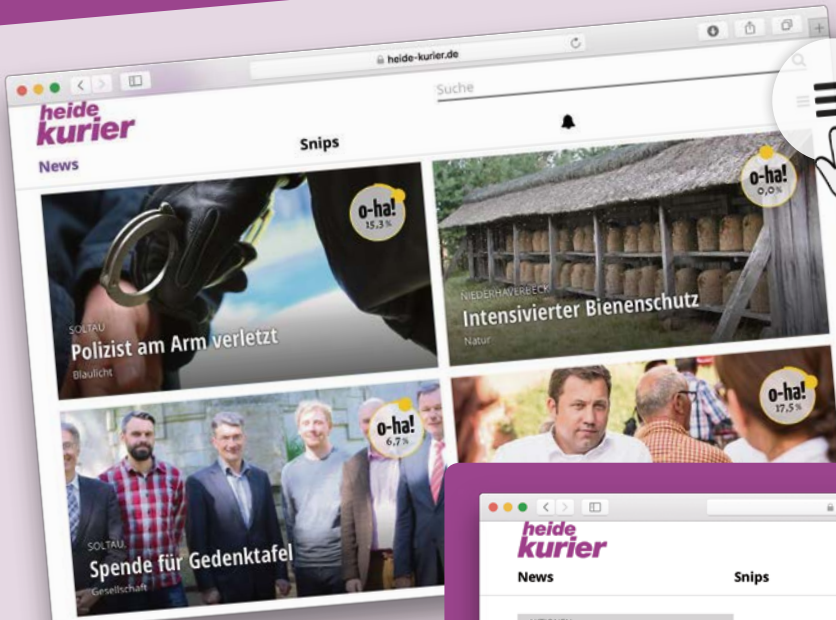 heide-kurier.de
Suche
heide
kurier
News
Snips
o-ha!
15,3 %
SOLTAU
Polizist am Arm verletzt
Blaulicht
o-ha!
0,0 %
NIEDERHAVERBECK
Intensivierter Bienenschutz
Natur
o-ha!
6,7 %
SOLTAU
Spende für Gedenktafel
Gesellschaft
o-ha!
17,5 %
heide
kurier
News
Snips